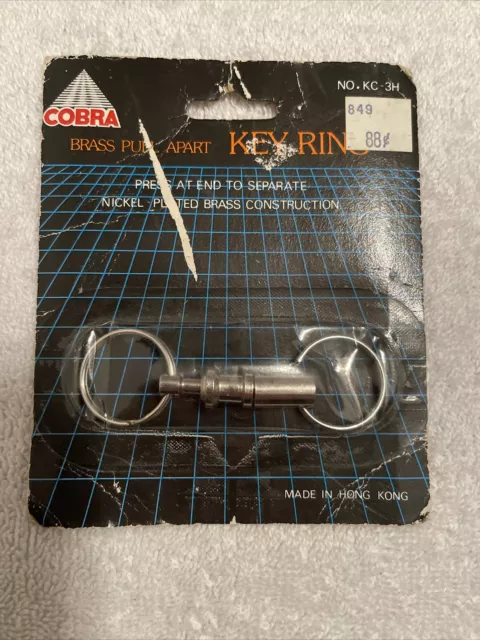 NO. KC-3H
COBRA
849
88¢
BRASS PULL APART KEY RING
PRESS AT END TO SEPARATE
NICKEL PLATED BRASS CONSTRUCTION
MADE IN HONG KONG